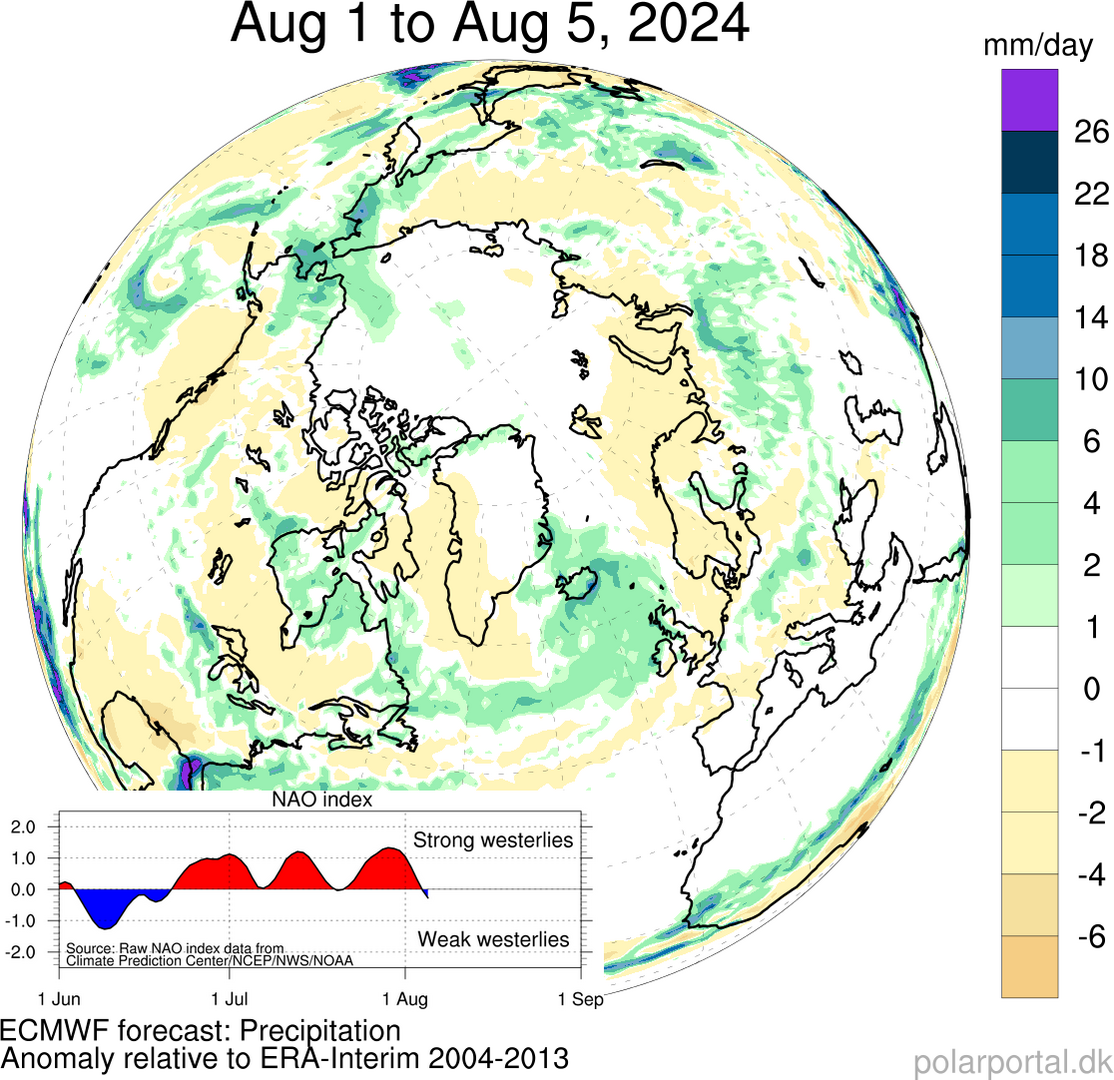 Aug 1 to Aug 5, 2024
mm/day
26
22
18
14
10
6
4
2
1
0
-1
-2
-4
-6
NAO index
2.0
1.0
0.0
-1.0
-2.0
Strong westerlies
Weak westerlies
Source: Raw NAO index data from
Climate Prediction Center/NCEP/NWS/NOAA
1 Jun 1 Jul 1 Aug 1 Sep
ECMWF forecast: Precipitation
Anomaly relative to ERA-Interim 2004-2013
polarportal.dk